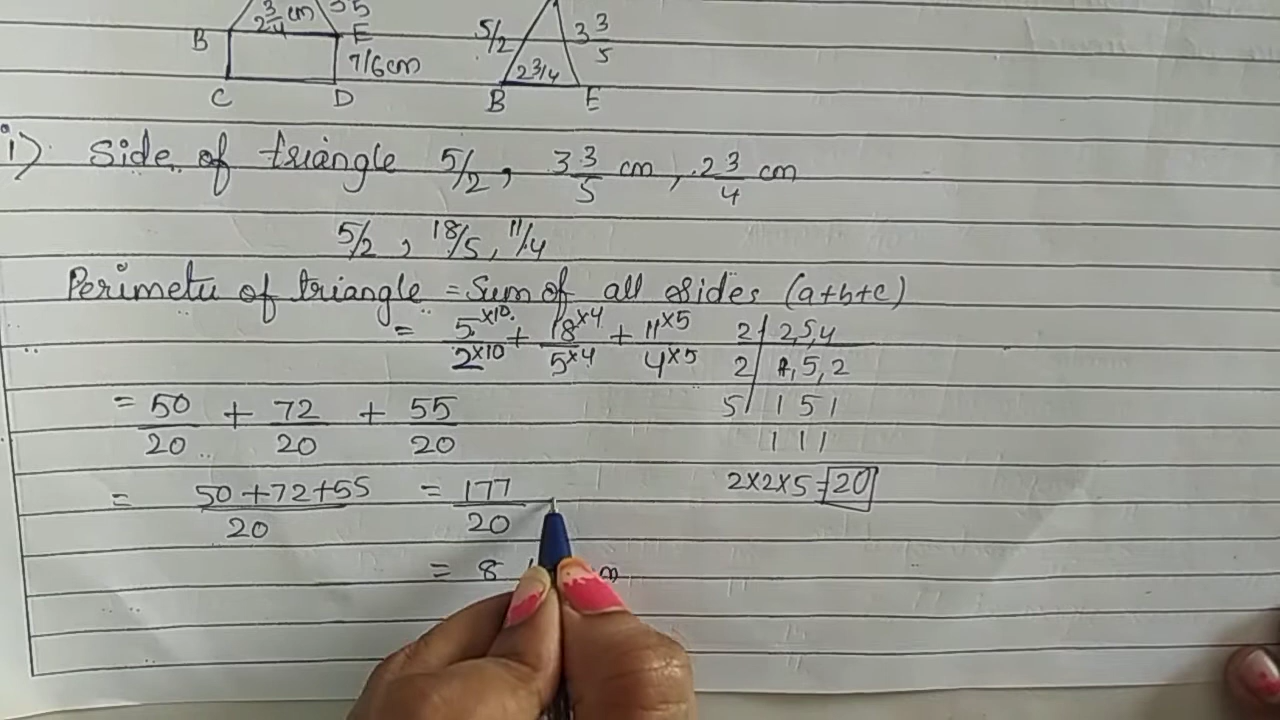 2 3/4 cm 3 5
B E
7/6cm
C D
5/2 3 3/5
2 3/4
B E
i) Side of triangle 5/2, 3 3/5 cm, 2 3/4 cm
5/2, 18/5, 11/4
Perimetu of triangle = Sum of all sides (a+b+c)
= 5×10/2×10 + 18×4/5×4 + 11×5/4×5
2 | 2,5,4
2 | 1,5,2
5 | 1 5 1
1 1 1
= 50/20 + 72/20 + 55/20
= 50+72+55/20 = 177/20
2×2×5=20
= 8